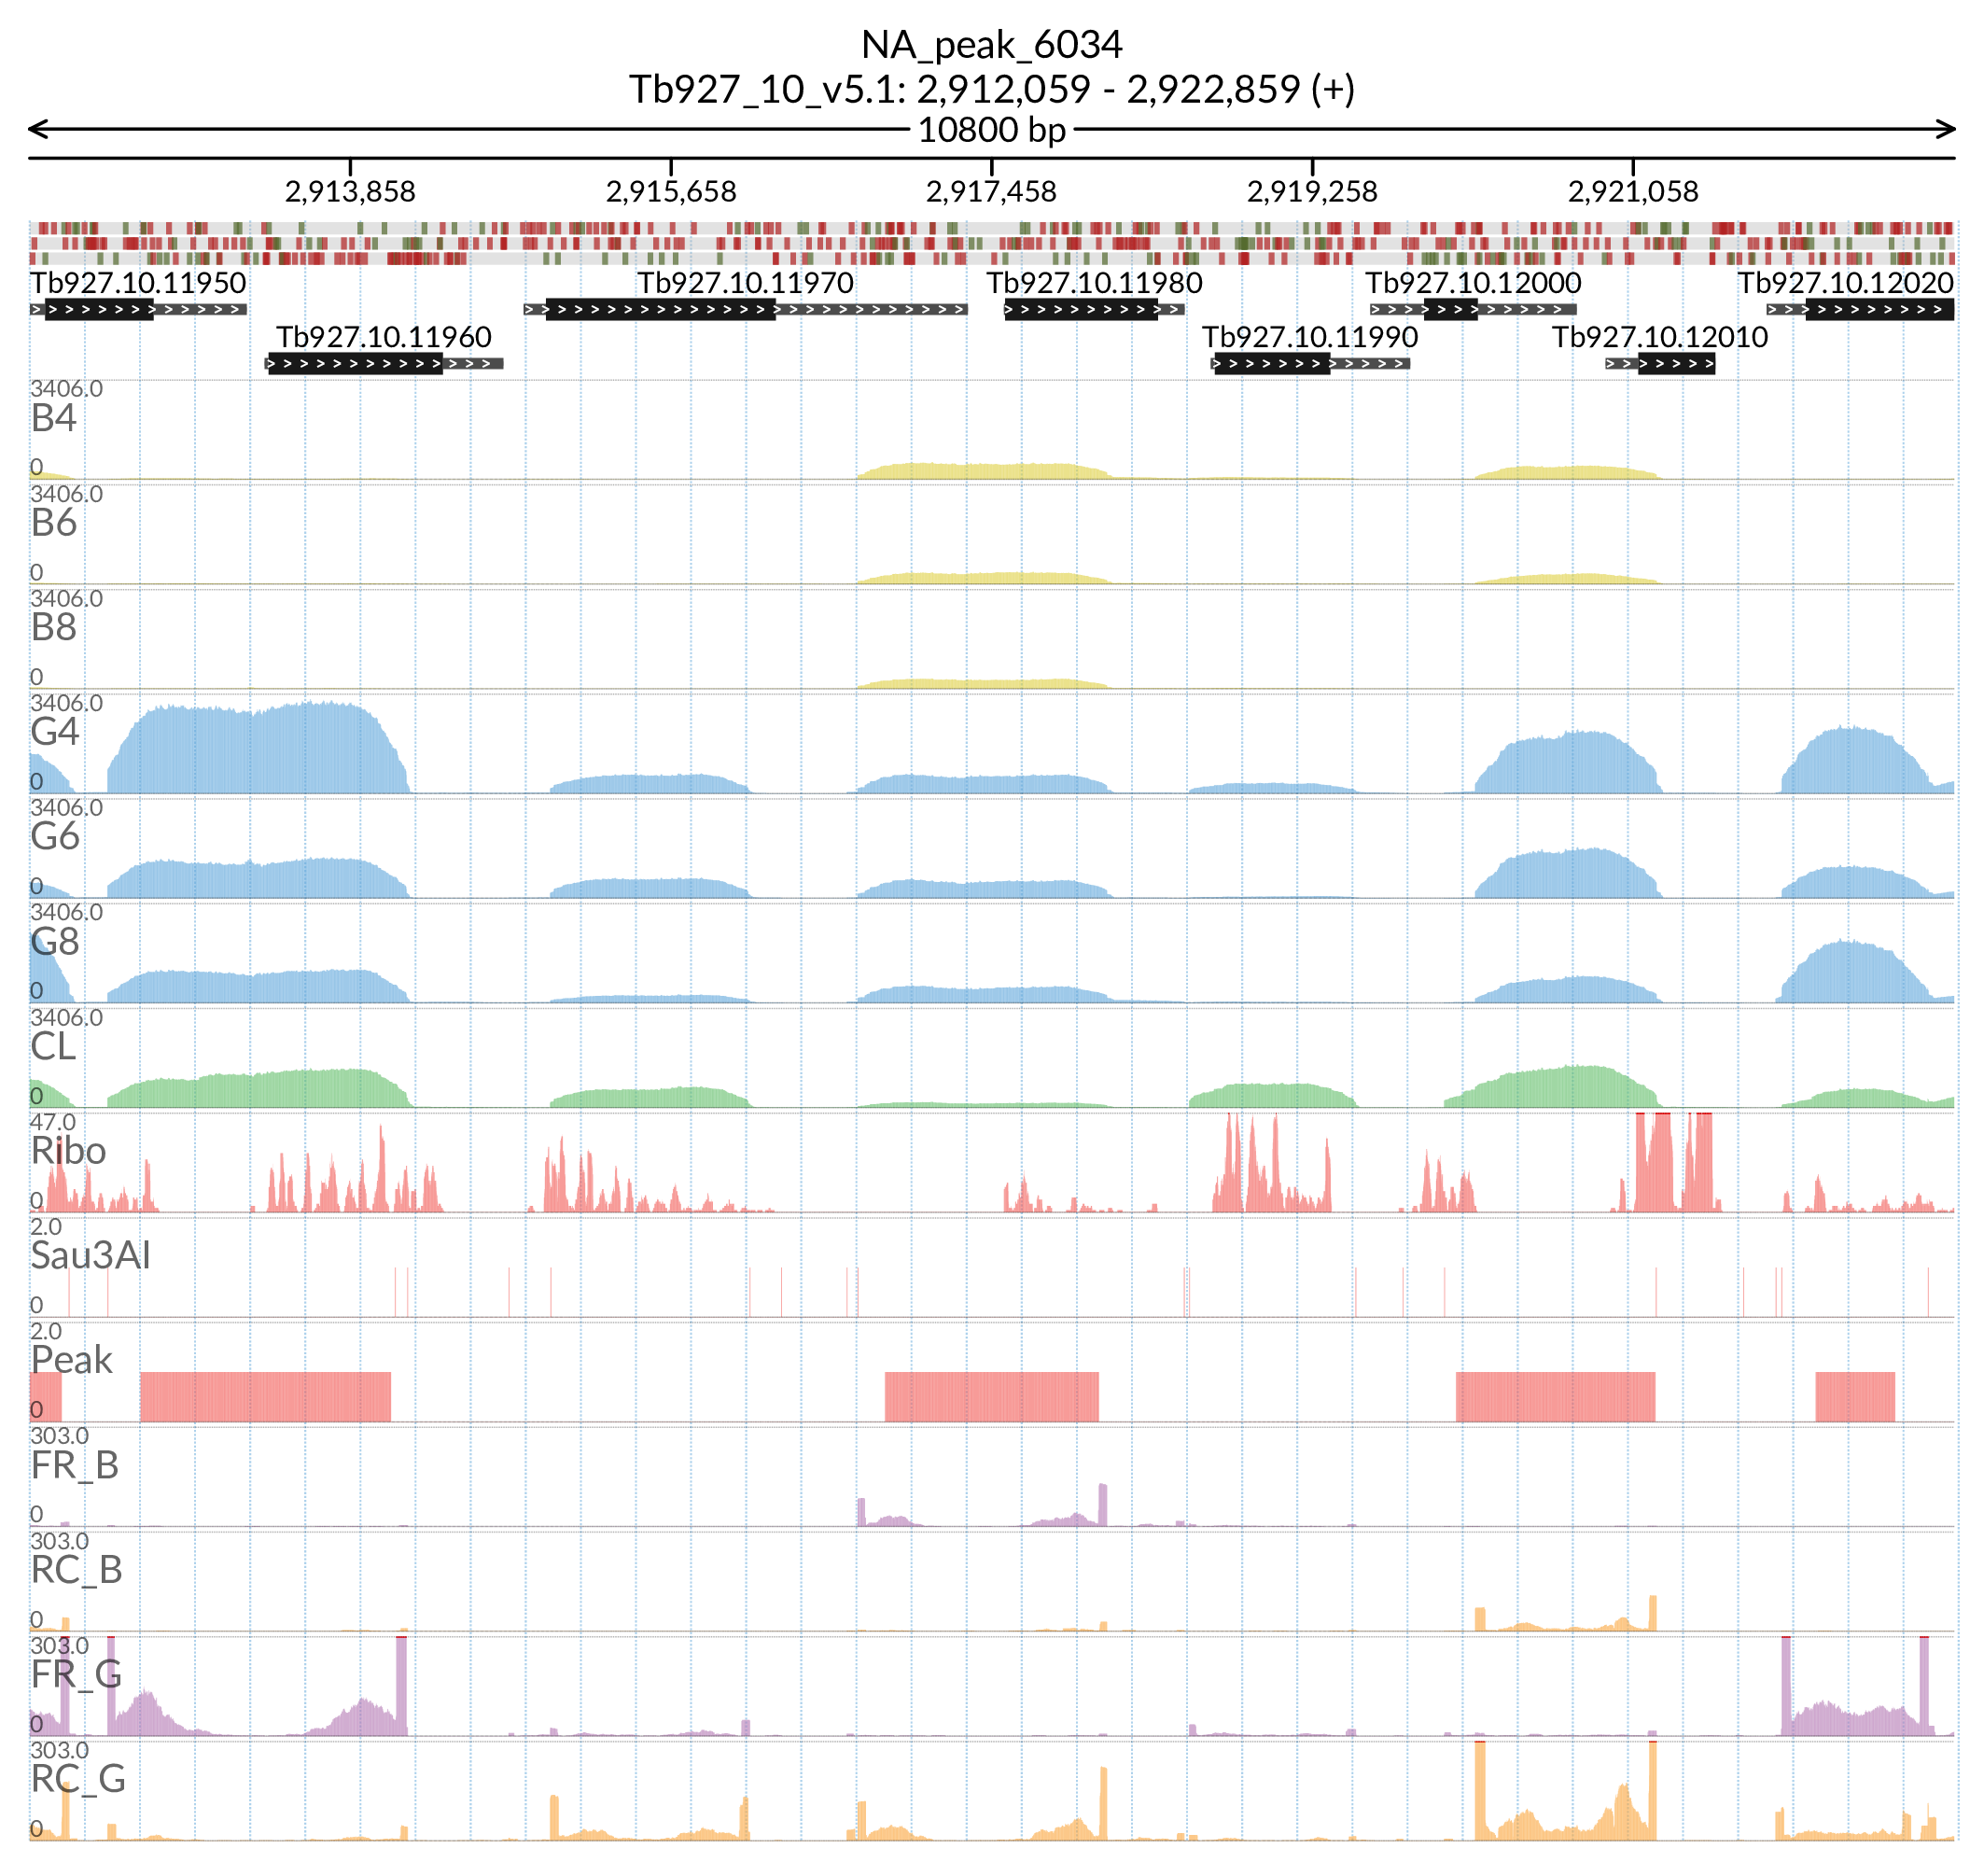 NA_peak_6034
Tb927_10_v5.1: 2,912,059 - 2,922,859 (+)
10800 bp
2,913,858 2,915,658 2,917,458 2,919,258 2,921,058
Tb927.10.11950 Tb927.10.11970 Tb927.10.11980 Tb927.10.12000 Tb927.10.12020
Tb927.10.11960 Tb927.10.11990 Tb927.10.12010
3406.0
B4
0
3406.0
B6
0
3406.0
B8
0
3406.0
G4
0
3406.0
G6
0
3406.0
G8
0
3406.0
CL
0
47.0
Ribo
0
2.0
Sau3AI
0
2.0
Peak
0
303.0
FR_B
0
303.0
RC_B
0
303.0
FR_G
0
303.0
RC_G
0